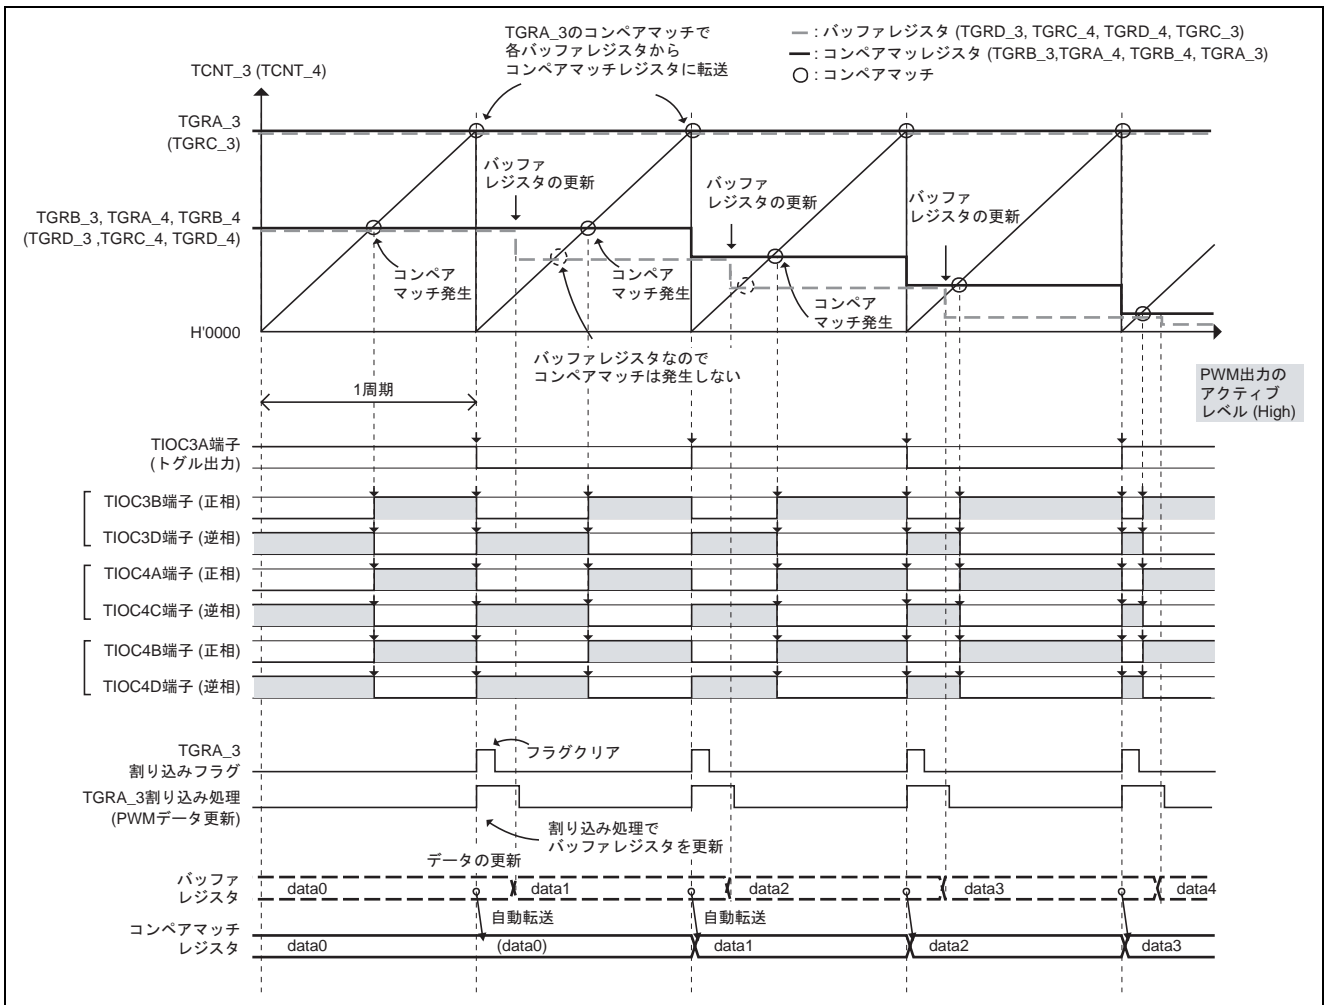 TGRA_3のコンペアマッチで
各バッファレジスタから
コンペアマッチレジスタに転送
: バッファレジスタ (TGRD_3, TGRC_4, TGRD_4, TGRC_3)
: コンペアマッレジスタ (TGRB_3,TGRA_4, TGRB_4, TGRA_3)
: コンペアマッチ
TCNT_3 (TCNT_4)
TGRA_3
(TGRC_3)
バッファ
レジスタの更新
バッファ
レジスタの更新
バッファ
レジスタの更新
TGRB_3, TGRA_4, TGRB_4
(TGRD_3 ,TGRC_4, TGRD_4)
コンペア
マッチ発生
コンペア
マッチ発生
コンペア
マッチ発生
H'0000
バッファレジスタなので
コンペアマッチは発生しない
1周期
PWM出力の
アクティブ
レベル (High)
TIOC3A端子
(トグル出力)
TIOC3B端子 (正相)
TIOC3D端子 (逆相)
TIOC4A端子 (正相)
TIOC4C端子 (逆相)
TIOC4B端子 (正相)
TIOC4D端子 (逆相)
TGRA_3
割り込みフラグ
フラグクリア
TGRA_3割り込み処理
(PWMデータ更新)
割り込み処理で
バッファレジスタを更新
データの更新
バッファ
レジスタ
data0 data1 data2 data3 data4
自動転送 自動転送
コンペアマッチ
レジスタ
data0 (data0) data1 data2 data3